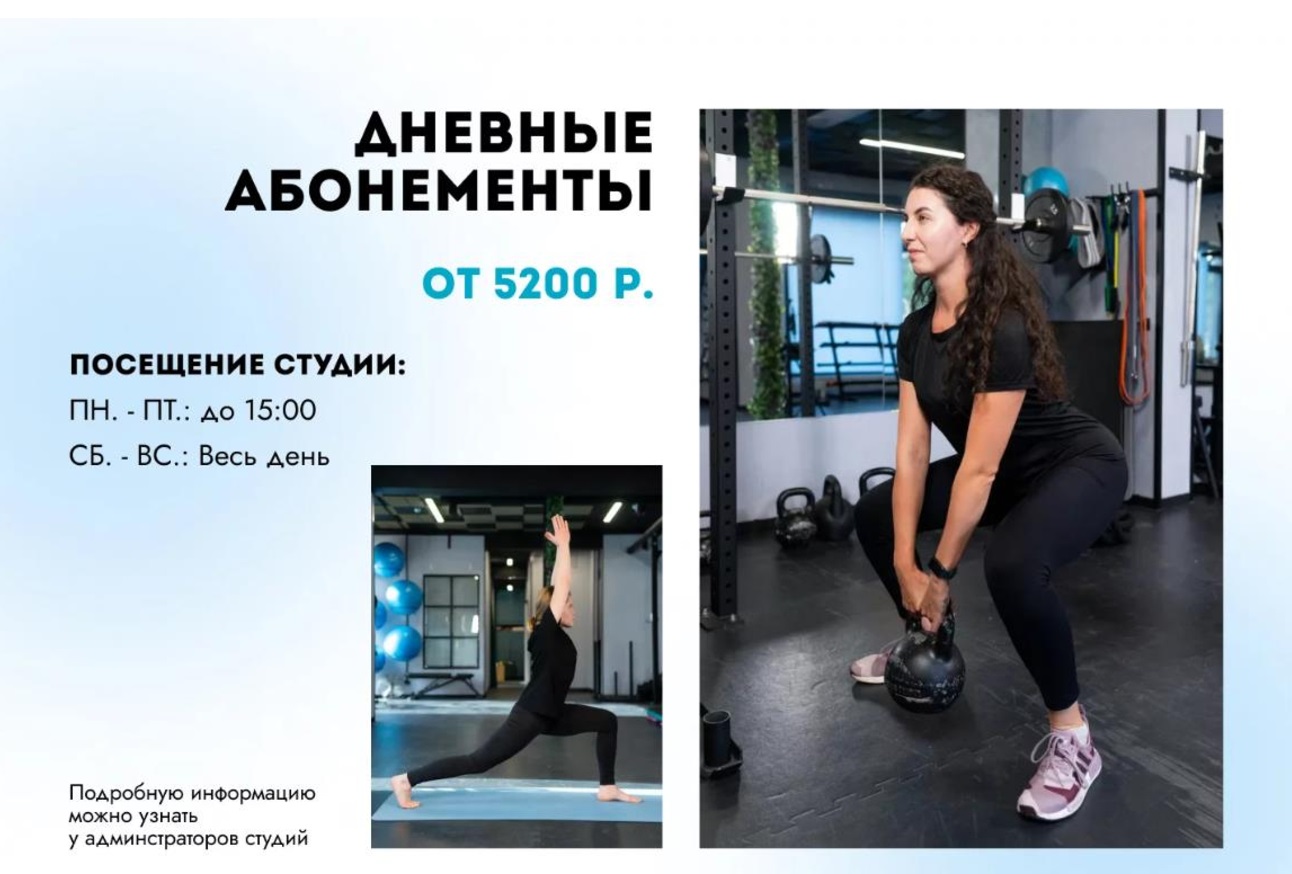 ДНЕВНЫЕ
АБОНЕМЕНТЫ
ОТ 5200 Р.
ПОСЕЩЕНИЕ СТУДИИ:
ПН. - ПТ.: до 15:00
СБ. - ВС.: Весь день
Подробную информацию
можно узнать
у админстраторов студий